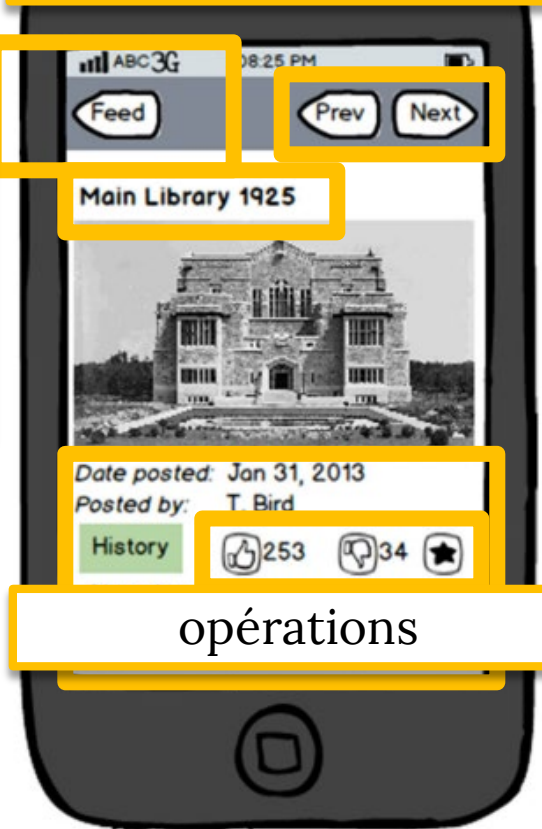 ABC 3G 08:25 PM
Feed Prev Next
Main Library 1925
Date posted: Jan 31, 2013
Posted by: T. Bird
History 253 34
opérations